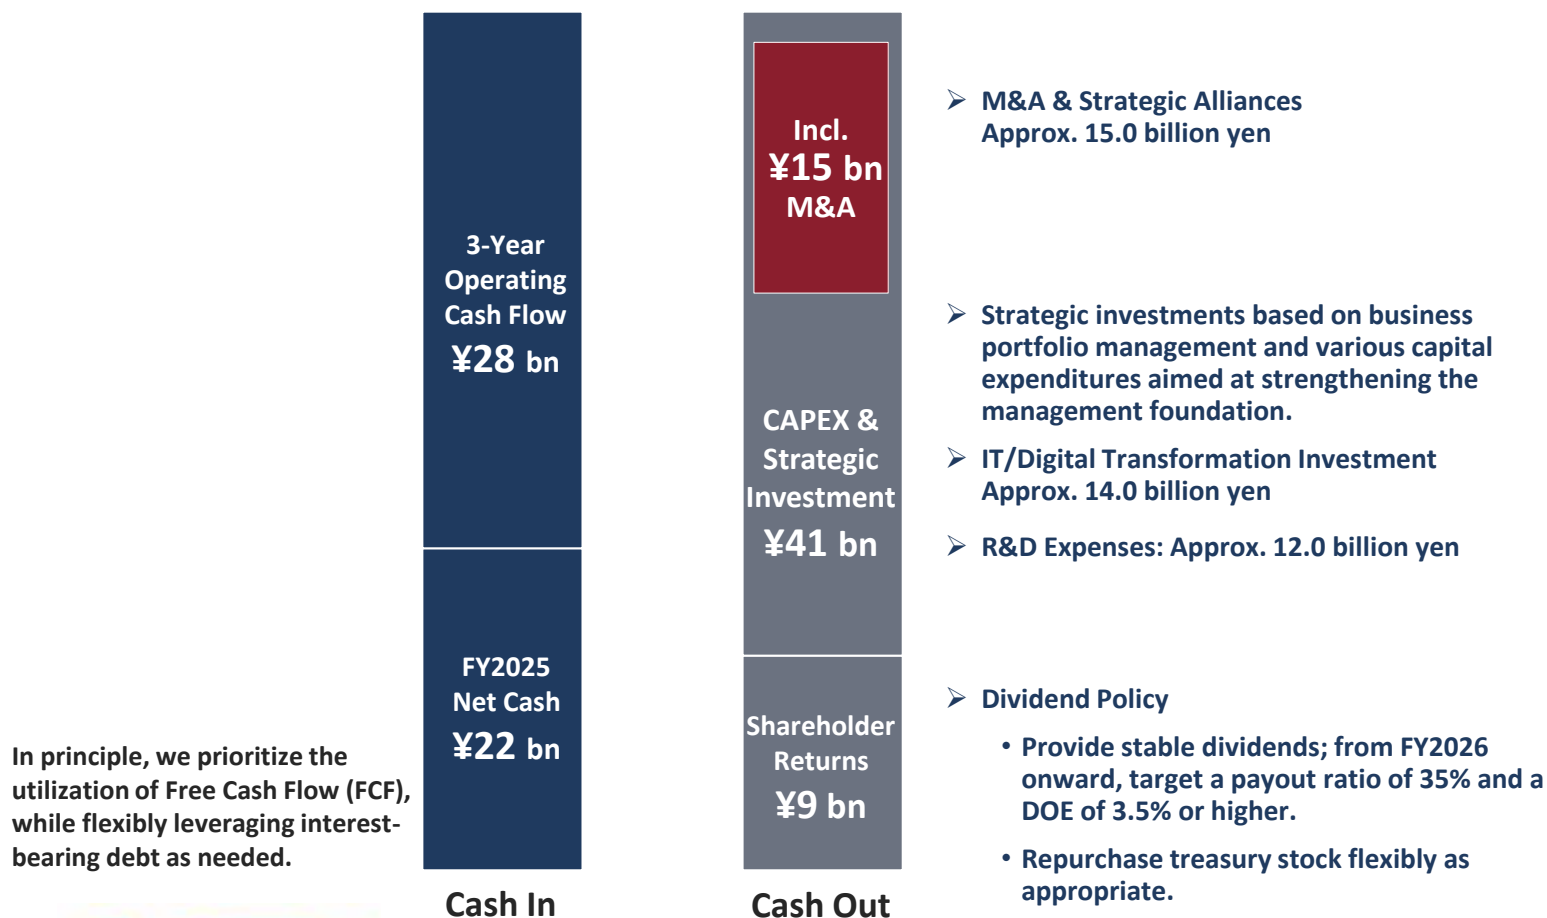 In principle, we prioritize the
utilization of Free Cash Flow (FCF),
while flexibly leveraging interest-
bearing debt as needed.
3-Year
Operating
Cash Flow
¥28 bn
FY2025
Net Cash
¥22 bn
Cash In
Incl.
¥15 bn
M&A
CAPEX &
Strategic
Investment
¥41 bn
Shareholder
Returns
¥9 bn
Cash Out
➢ M&A & Strategic Alliances
Approx. 15.0 billion yen
➢ Strategic investments based on business
portfolio management and various capital
expenditures aimed at strengthening the
management foundation.
➢ IT/Digital Transformation Investment
Approx. 14.0 billion yen
➢ R&D Expenses: Approx. 12.0 billion yen
➢ Dividend Policy
• Provide stable dividends; from FY2026
onward, target a payout ratio of 35% and a
DOE of 3.5% or higher.
• Repurchase treasury stock flexibly as
appropriate.